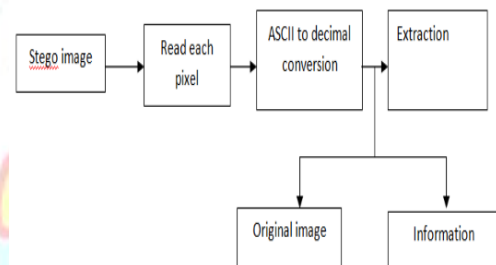 Stego image
Read each
pixel
ASCII to decimal
conversion
Extraction
Original image
Information